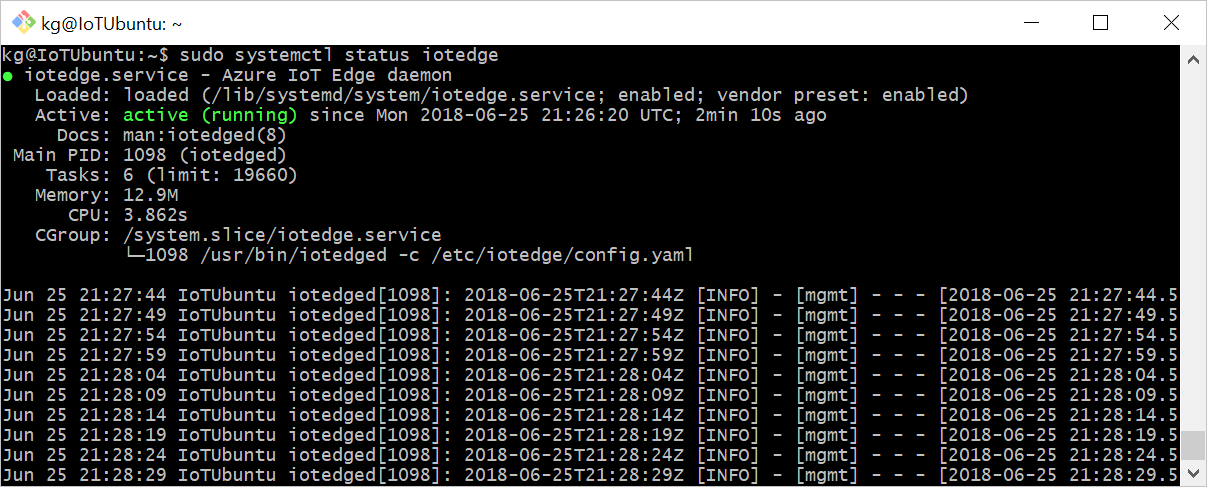 kg@IoTUbuntu: ~
kg@IoTUbuntu:~$ sudo systemctl status iotedge
● iotedge.service - Azure IoT Edge daemon
   Loaded: loaded (/lib/systemd/system/iotedge.service; enabled; vendor preset: enabled)
   Active: active (running) since Mon 2018-06-25 21:26:20 UTC; 2min 10s ago
     Docs: man:iotedged(8)
 Main PID: 1098 (iotedged)
    Tasks: 6 (limit: 19660)
   Memory: 12.9M
      CPU: 3.862s
   CGroup: /system.slice/iotedge.service
           └─1098 /usr/bin/iotedged -c /etc/iotedge/config.yaml

Jun 25 21:27:44 IoTUbuntu iotedged[1098]: 2018-06-25T21:27:44Z [INFO] - [mgmt] - - - [2018-06-25 21:27:44.5
Jun 25 21:27:49 IoTUbuntu iotedged[1098]: 2018-06-25T21:27:49Z [INFO] - [mgmt] - - - [2018-06-25 21:27:49.5
Jun 25 21:27:54 IoTUbuntu iotedged[1098]: 2018-06-25T21:27:54Z [INFO] - [mgmt] - - - [2018-06-25 21:27:54.5
Jun 25 21:27:59 IoTUbuntu iotedged[1098]: 2018-06-25T21:27:59Z [INFO] - [mgmt] - - - [2018-06-25 21:27:59.5
Jun 25 21:28:04 IoTUbuntu iotedged[1098]: 2018-06-25T21:28:04Z [INFO] - [mgmt] - - - [2018-06-25 21:28:04.5
Jun 25 21:28:09 IoTUbuntu iotedged[1098]: 2018-06-25T21:28:09Z [INFO] - [mgmt] - - - [2018-06-25 21:28:09.5
Jun 25 21:28:14 IoTUbuntu iotedged[1098]: 2018-06-25T21:28:14Z [INFO] - [mgmt] - - - [2018-06-25 21:28:14.5
Jun 25 21:28:19 IoTUbuntu iotedged[1098]: 2018-06-25T21:28:19Z [INFO] - [mgmt] - - - [2018-06-25 21:28:19.5
Jun 25 21:28:24 IoTUbuntu iotedged[1098]: 2018-06-25T21:28:24Z [INFO] - [mgmt] - - - [2018-06-25 21:28:24.5
Jun 25 21:28:29 IoTUbuntu iotedged[1098]: 2018-06-25T21:28:29Z [INFO] - [mgmt] - - - [2018-06-25 21:28:29.5